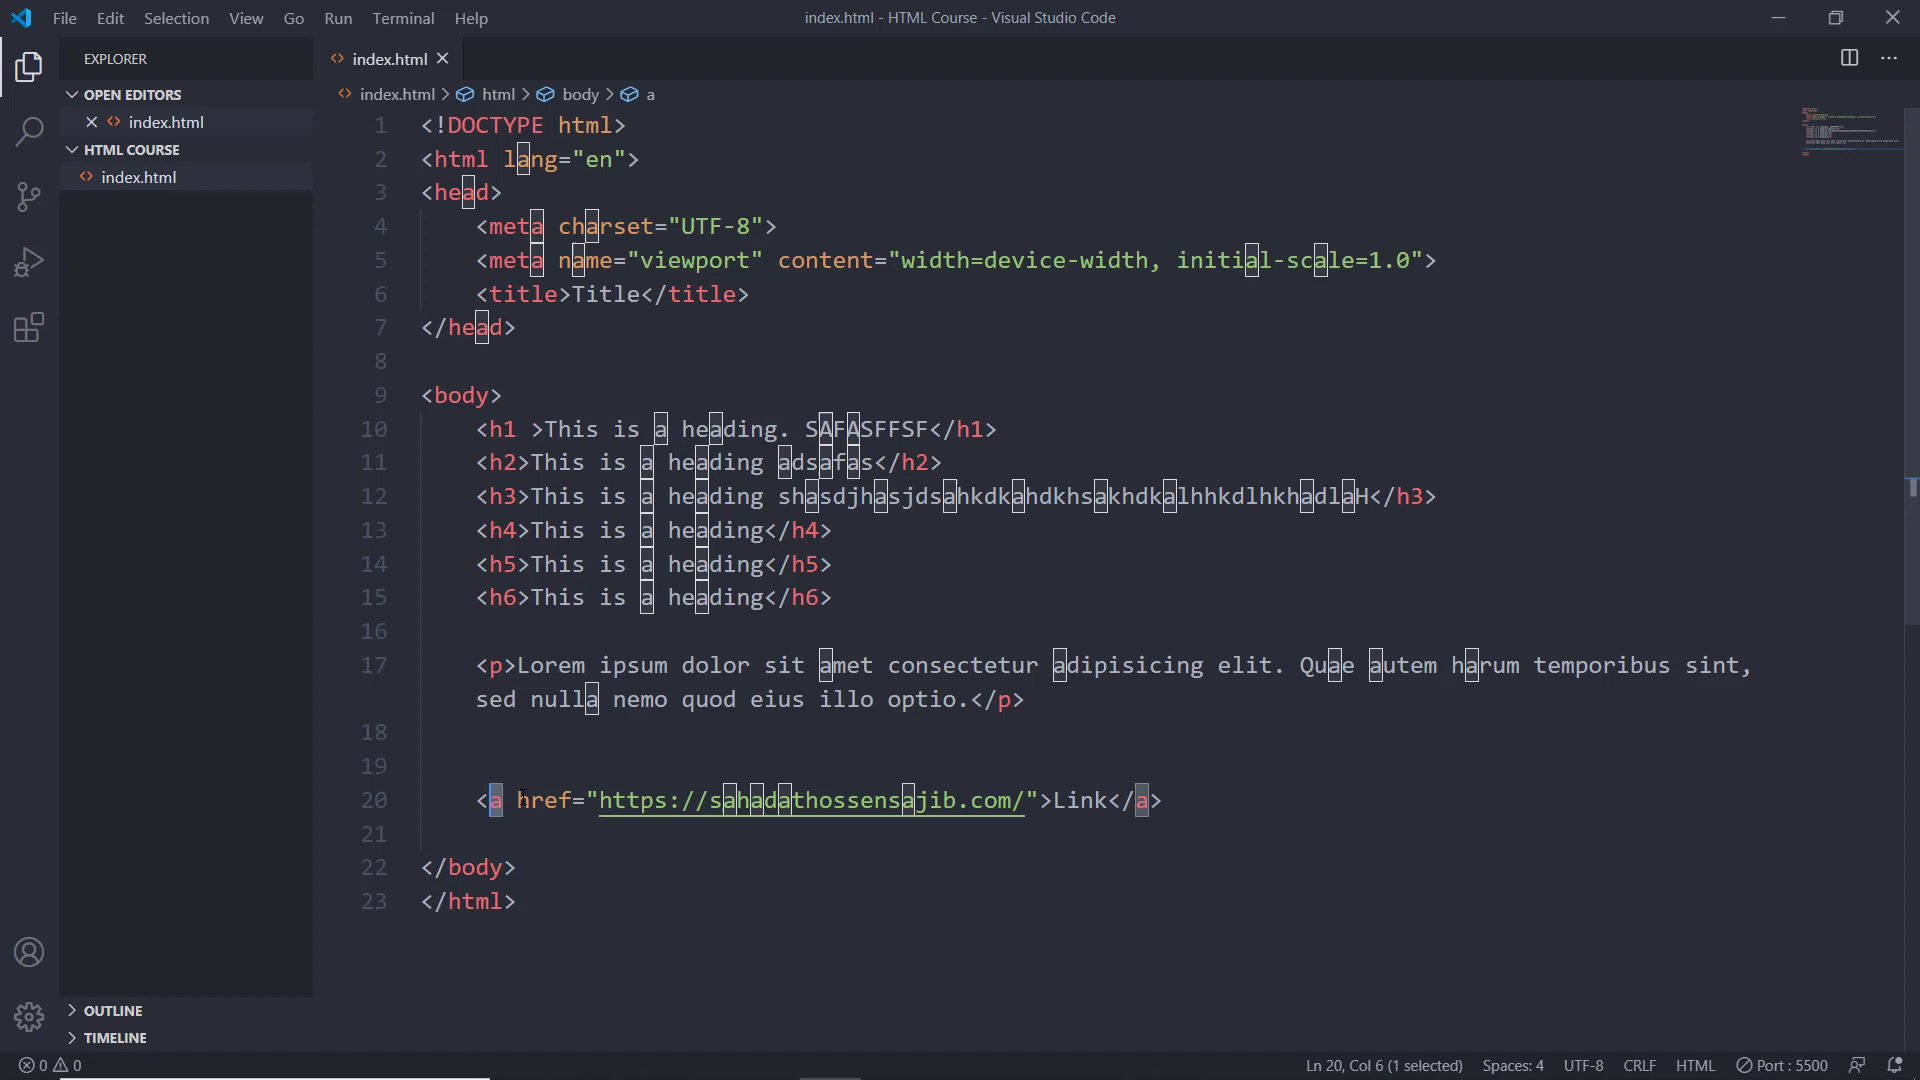 File Edit Selection View Go Run Terminal Help
index.html - HTML Course - Visual Studio Code
EXPLORER
OPEN EDITORS
index.html
HTML COURSE
index.html
OUTLINE
TIMELINE
index.html
index.html > html > body > a
1 <!DOCTYPE html>
2 <html lang="en">
3 <head>
4 <meta charset="UTF-8">
5 <meta name="viewport" content="width=device-width, initial-scale=1.0">
6 <title>Title</title>
7 </head>
8
9 <body>
10 <h1 >This is a heading. SAFASFFSF</h1>
11 <h2>This is a heading adsafas</h2>
12 <h3>This is a heading shasdjhasjdsahkdkahdkhsakhdkalhhkdlhkhadlaH</h3>
13 <h4>This is a heading</h4>
14 <h5>This is a heading</h5>
15 <h6>This is a heading</h6>
16
17 <p>Lorem ipsum dolor sit amet consectetur adipisicing elit. Quae autem harum temporibus sint,
sed nulla nemo quod eius illo optio.</p>
18
19
20 <a href="https://sahadathossensajib.com/">Link</a>
21
22 </body>
23 </html>
0 0
Ln 20, Col 6 (1 selected) Spaces: 4 UTF-8 CRLF HTML Port : 5500